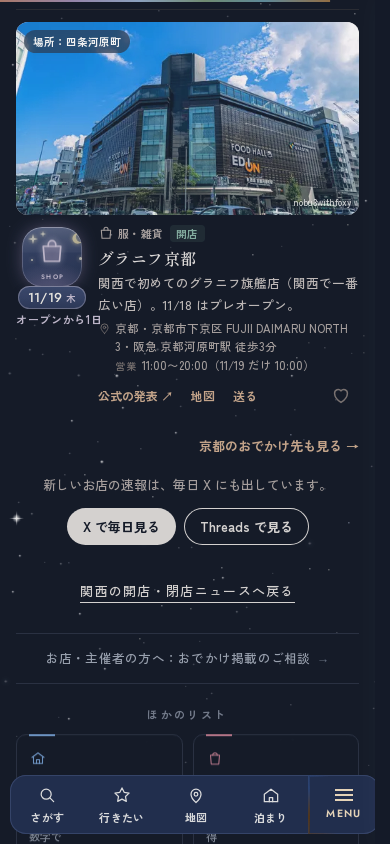 場所：四条河原町
FOOD HALL
EDION
FOOD HALL
EDION
nobu3withfoxy
服・雑貨 開店
グラニフ京都
SHOP
11/19 木
オープンから1日
関西で初めてのグラニフ旗艦店（関西で一番
広い店）。11/18 はプレオープン。
京都・京都市下京区 FUJII DAIMARU NORTH
3・阪急 京都河原町駅 徒歩3分
営業 11:00〜20:00（11/19 だけ 10:00）
公式の発表 ↗ 地図 送る
京都のおでかけ先も見る →
新しいお店の速報は、毎日 X にも出しています。
X で毎日見る Threads で見る
関西の開店・閉店ニュースへ戻る
お店・主催者の方へ：おでかけ掲載のご相談 →
ほかのリスト
さがす 行きたい 地図 泊まり MENU
数字で 得